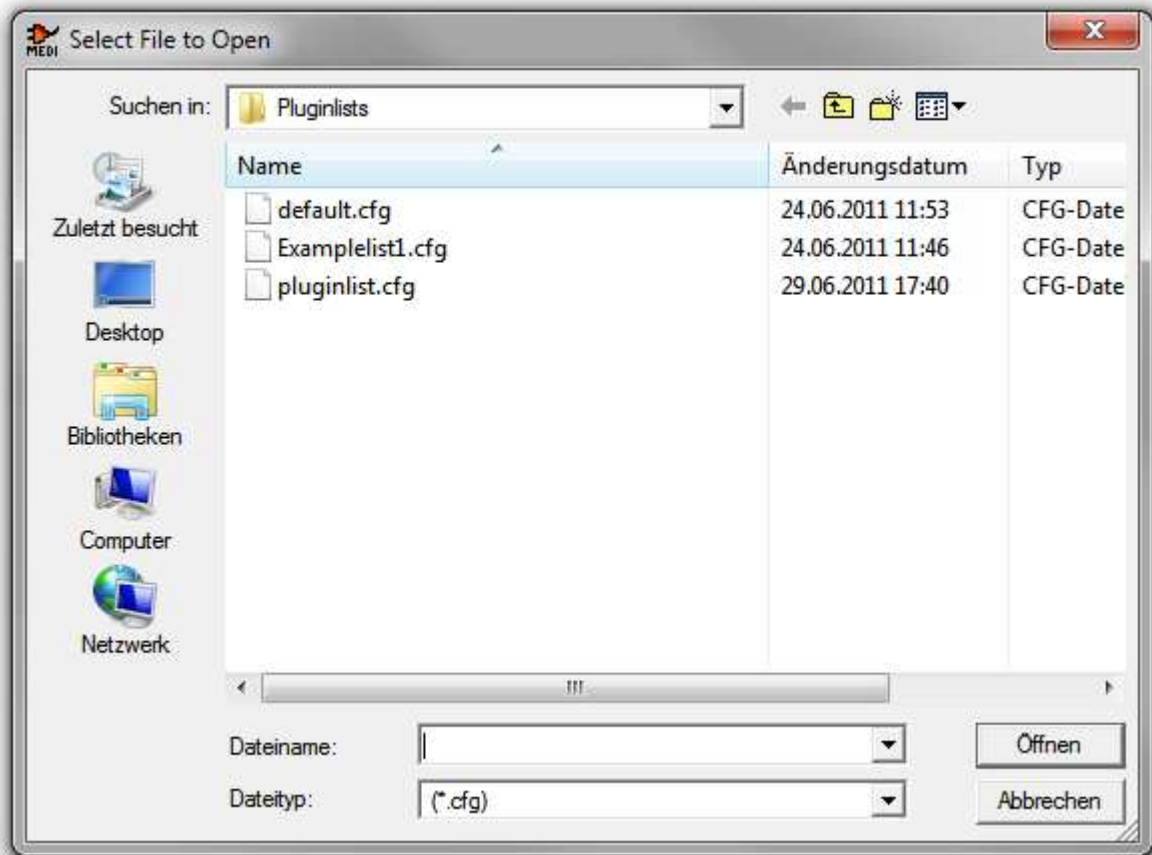 MEDI Select File to Open
Suchen in: Pluginlists
Name Änderungsdatum Typ
default.cfg 24.06.2011 11:53 CFG-Date
Examplelist1.cfg 24.06.2011 11:46 CFG-Date
pluginlist.cfg 29.06.2011 17:40 CFG-Date
Zuletzt besucht
Desktop
Bibliotheken
Computer
Netzwerk
Dateiname: Öffnen
Dateityp: (*.cfg) Abbrechen